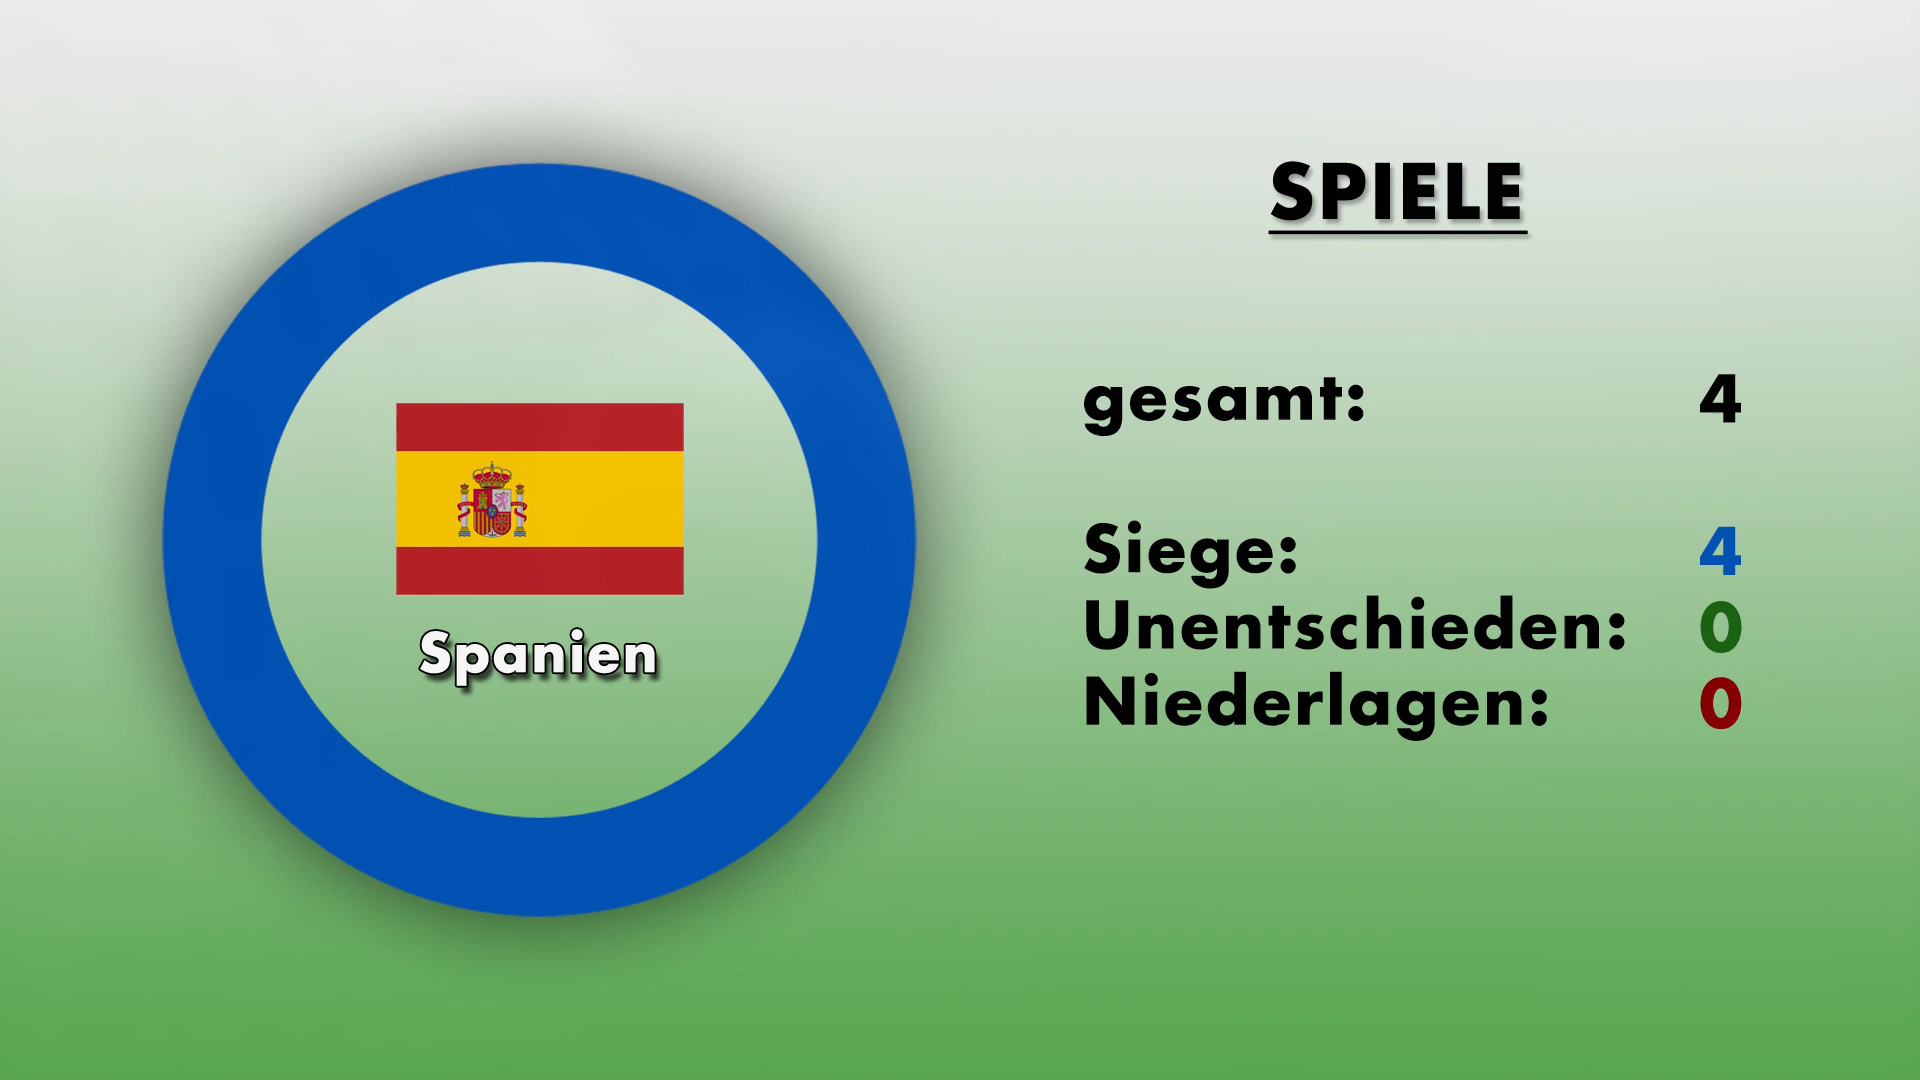 Spanien
SPIELE
gesamt: 4
Siege: 4
Unentschieden: 0
Niederlagen: 0